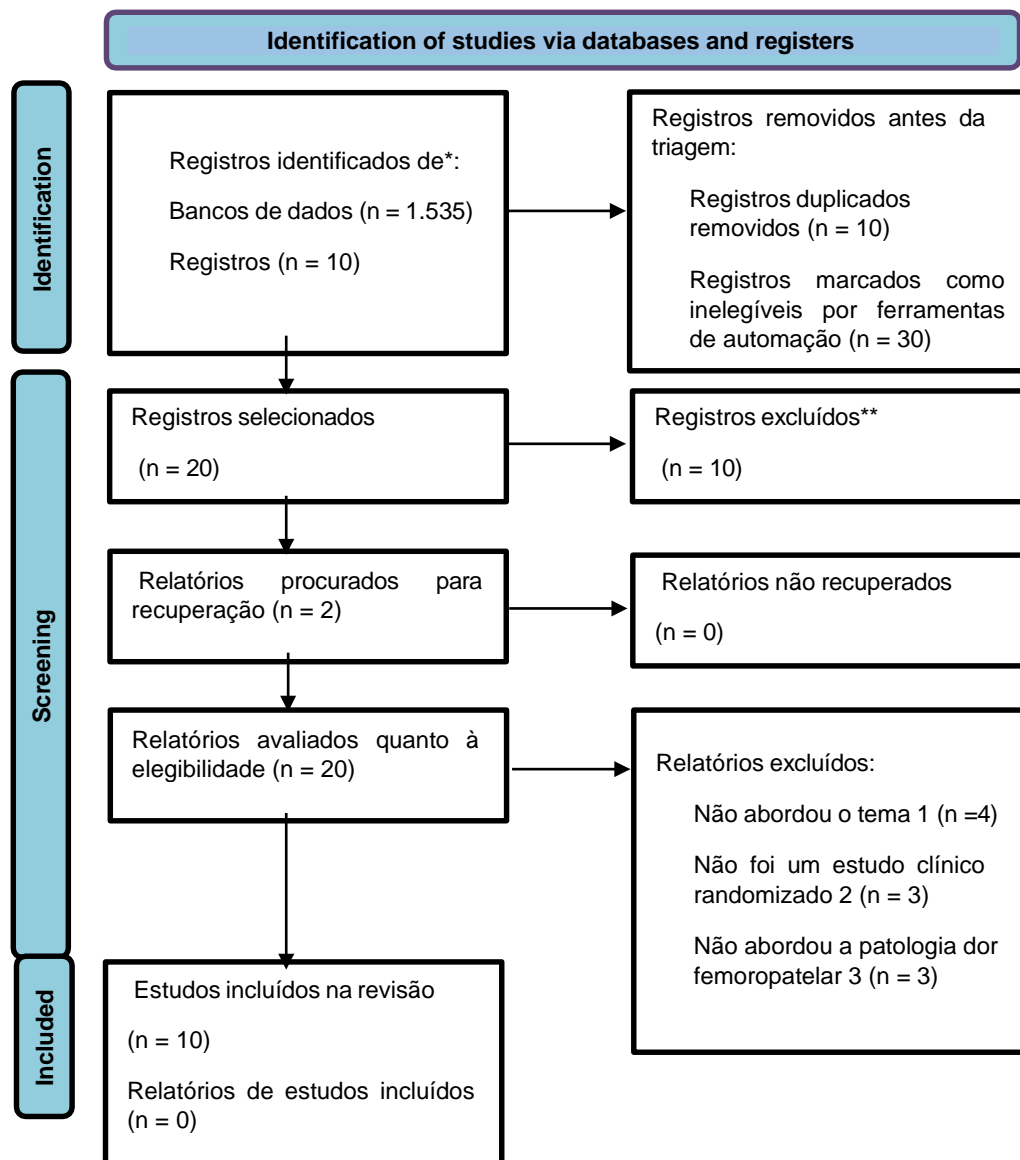 Identification of studies via databases and registers
Identification
Registros identificados de*:
Bancos de dados (n = 1.535)
Registros (n = 10)
Registros removidos antes da
triagem:
Registros duplicados
removidos (n = 10)
Registros marcados como
inelegíveis por ferramentas
de automação (n = 30)
Screening
Registros selecionados
(n = 20)
Registros excluídos**
(n = 10)
Relatórios procurados para
recuperação (n = 2)
Relatórios não recuperados
(n = 0)
Relatórios avaliados quanto à
elegibilidade (n = 20)
Relatórios excluídos:
Não abordou o tema 1 (n =4)
Não foi um estudo clínico
randomizado 2 (n = 3)
Não abordou a patologia dor
femoropatelar 3 (n = 3)
Included
Estudos incluídos na revisão
(n = 10)
Relatórios de estudos incluídos
(n = 0)